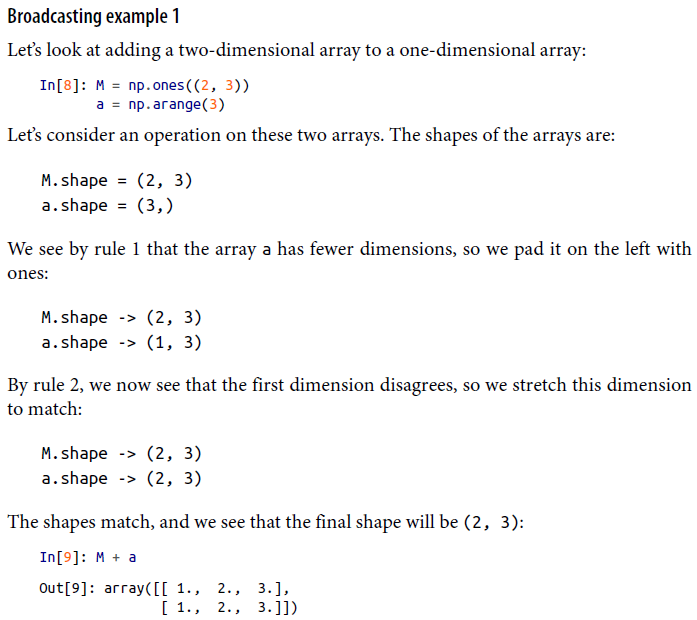 Broadcasting example 1
Let’s look at adding a two-dimensional array to a one-dimensional array:
In[8]: M = np.ones((2, 3))
       a = np.arange(3)
Let’s consider an operation on these two arrays. The shapes of the arrays are:
M.shape = (2, 3)
a.shape = (3,)
We see by rule 1 that the array a has fewer dimensions, so we pad it on the left with
ones:
M.shape -> (2, 3)
a.shape -> (1, 3)
By rule 2, we now see that the first dimension disagrees, so we stretch this dimension
to match:
M.shape -> (2, 3)
a.shape -> (2, 3)
The shapes match, and we see that the final shape will be (2, 3):
In[9]: M + a
Out[9]: array([[ 1.,  2.,  3.],
               [ 1.,  2.,  3.]])